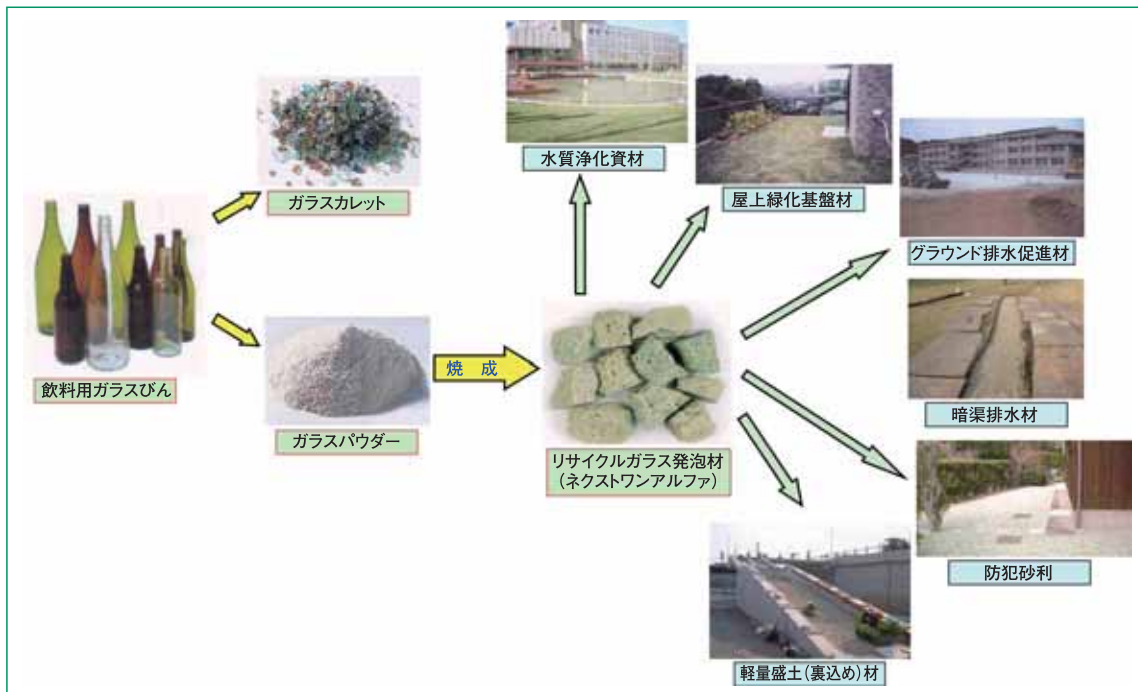 飲料用ガラスびん
ガラスカレット
ガラスパウダー
焼 成
リサイクルガラス発泡材
(ネクストワンアルファ)
水質浄化資材
屋上緑化基盤材
グラウンド排水促進材
暗渠排水材
防犯砂利
軽量盛土(裏込め)材